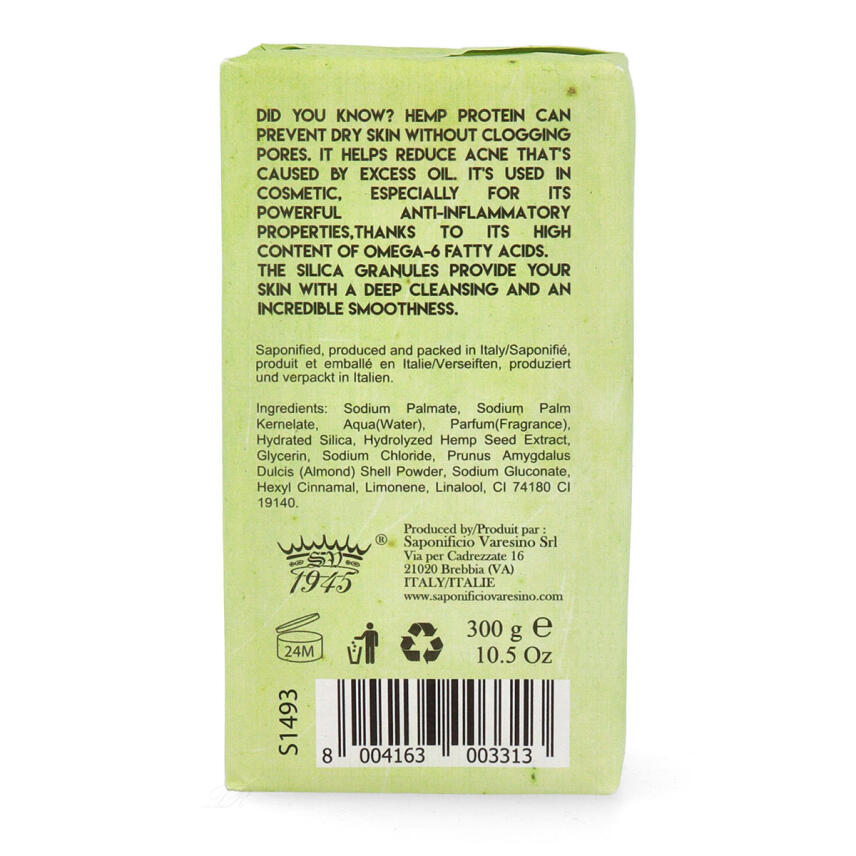 DID YOU KNOW? HEMP PROTEIN CAN
PREVENT DRY SKIN WITHOUT CLOGGING
PORES. IT HELPS REDUCE ACNE THAT'S
CAUSED BY EXCESS OIL. IT'S USED IN
COSMETIC, ESPECIALLY FOR ITS
POWERFUL ANTI-INFLAMMATORY
PROPERTIES,THANKS TO ITS HIGH
CONTENT OF OMEGA-6 FATTY ACIDS.
THE SILICA GRANULES PROVIDE YOUR
SKIN WITH A DEEP CLEANSING AND AN
INCREDIBLE SMOOTHNESS.
Saponified, produced and packed in Italy/Saponifié,
produit et emballé en Italie/Verseiften, produziert
und verpackt in Italien.
Ingredients: Sodium Palmate, Sodium Palm
Kernelate, Aqua(Water), Parfum(Fragrance),
Hydrated Silica, Hydrolyzed Hemp Seed Extract,
Glycerin, Sodium Chloride, Prunus Amygdalus
Dulcis (Almond) Shell Powder, Sodium Gluconate,
Hexyl Cinnamal, Limonene, Linalool, CI 74180 CI
19140.
SV ®
1945
Produced by/Produit par :
Saponificio Varesino Srl
Via per Cadrezzate 16
21020 Brebbia (VA)
ITALY/ITALIE
www.saponificiovaresino.com
24M
300 g e
10.5 Oz
S1493
8 004163 003313